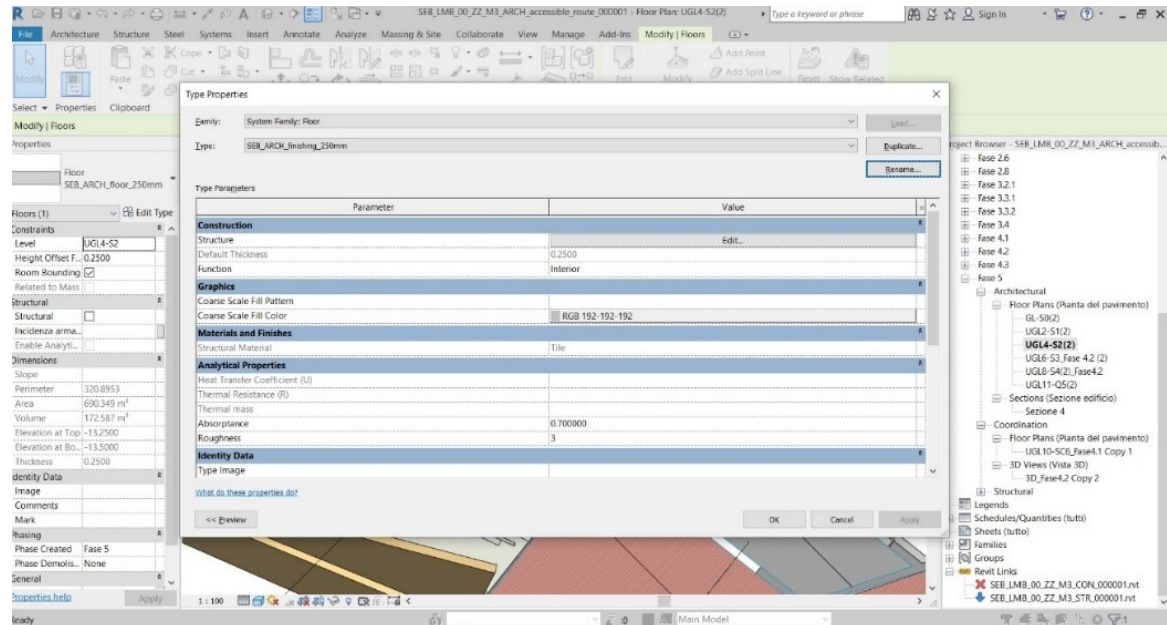 SEB_LMB_00_ZZ_M3_ARCH_accessible_route_000001 - Floor Plan: UGL4-S2(2)
Type a keyword or phrase
Sign In
File Architecture Structure Steel Systems Insert Annotate Analyze Massing & Site Collaborate View Manage Add-Ins Modify | Floors
Modify
Paste
Cope
Cut
Edit
Modify
Add Point
Add Split Line
Reset
Show Related
Select Properties Clipboard
Modify | Floors
Properties
Floor
SEB_ARCH_floor_250mm
Floors (1)
Edit Type
Constraints
Level UGL4-S2
Height Offset F... 0.2500
Room Bounding
Related to Mass
Structural
Structural
Incidenza arma...
Enable Analyti...
Dimensions
Slope
Perimeter 320.8953
Area 690.349 m²
Volume 172.587 m³
Elevation at Top -13.2500
Elevation at Bo... -13.5000
Thickness 0.2500
Identity Data
Image
Comments
Mark
Phasing
Phase Created Fase 5
Phase Demolis... None
General
Properties help
Apply
Type Properties
Family: System Family: Floor
Load...
Type: SEB_ARCH_finishing_250mm
Duplicate...
Rename...
Type Parameters
Parameter Value
Construction
Structure Edit...
Default Thickness 0.2500
Function Interior
Graphics
Coarse Scale Fill Pattern
Coarse Scale Fill Color RGB 192-192-192
Materials and Finishes
Structural Material Tile
Analytical Properties
Heat Transfer Coefficient (U)
Thermal Resistance (R)
Thermal mass
Absorptance 0.700000
Roughness 3
Identity Data
Type Image
What do these properties do?
<< Preview
OK
Cancel
Apply
Project Browser - SEB_LMB_00_ZZ_M3_ARCH_accessib...
Fase 2.6
Fase 2.8
Fase 3.2.1
Fase 3.3.1
Fase 3.3.2
Fase 3.4
Fase 4.1
Fase 4.2
Fase 4.3
Fase 5
Architectural
Floor Plans (Pianta del pavimento)
GL-S0(2)
UGL2-S1(2)
UGL4-S2(2)
UGL6-S3_Fase 4.2 (2)
UGL8-S4(2)_Fase4.2
UGL11-Q5(2)
Sections (Sezione edificio)
Sezione 4
Coordination
Floor Plans (Pianta del pavimento)
UGL10-SC6_Fase4.1 Copy 1
3D Views (Vista 3D)
3D_Fase4.2 Copy 2
Structural
Legends
Schedules/Quantities (tutti)
Sheets (tutto)
Families
Groups
Revit Links
SEB_LMB_00_ZZ_M3_CON_000001.rvt
SEB_LMB_00_ZZ_M3_STR_000001.rvt
1 : 100
Ready
:0
Main Model
:1